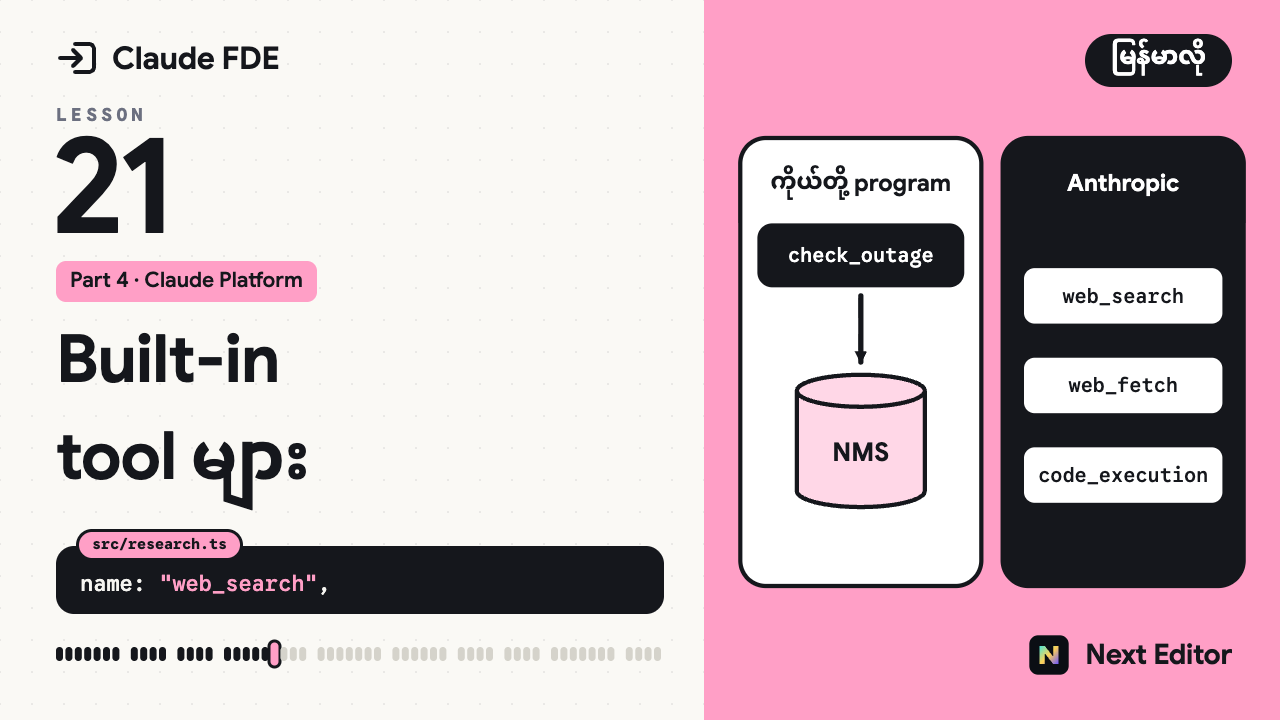 Claude FDE
LESSON
21
Part 4 · Claude Platform
Built-in
tool များ
src/research.ts
name: "web_search",
မြန်မာလို
ကိုယ်တို့ program
check_outage
NMS
Anthropic
web_search
web_fetch
code_execution
N
Next Editor